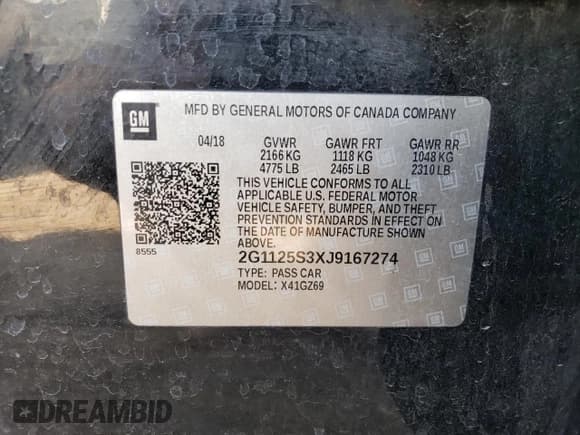 GM
MFD BY GENERAL MOTORS OF CANADA COMPANY
04/18 GVWR GAWR FRT GAWR RR
2166 KG 1118 KG 1048 KG
4775 LB 2465 LB 2310 LB
THIS VEHICLE CONFORMS TO ALL
APPLICABLE U.S. FEDERAL MOTOR
VEHICLE SAFETY, BUMPER, AND THEFT
PREVENTION STANDARDS IN EFFECT ON
THE DATE OF MANUFACTURE SHOWN
ABOVE.
8555
2G1125S3XJ9167274
TYPE: PASS CAR
MODEL: X41GZ69
DREAMBID